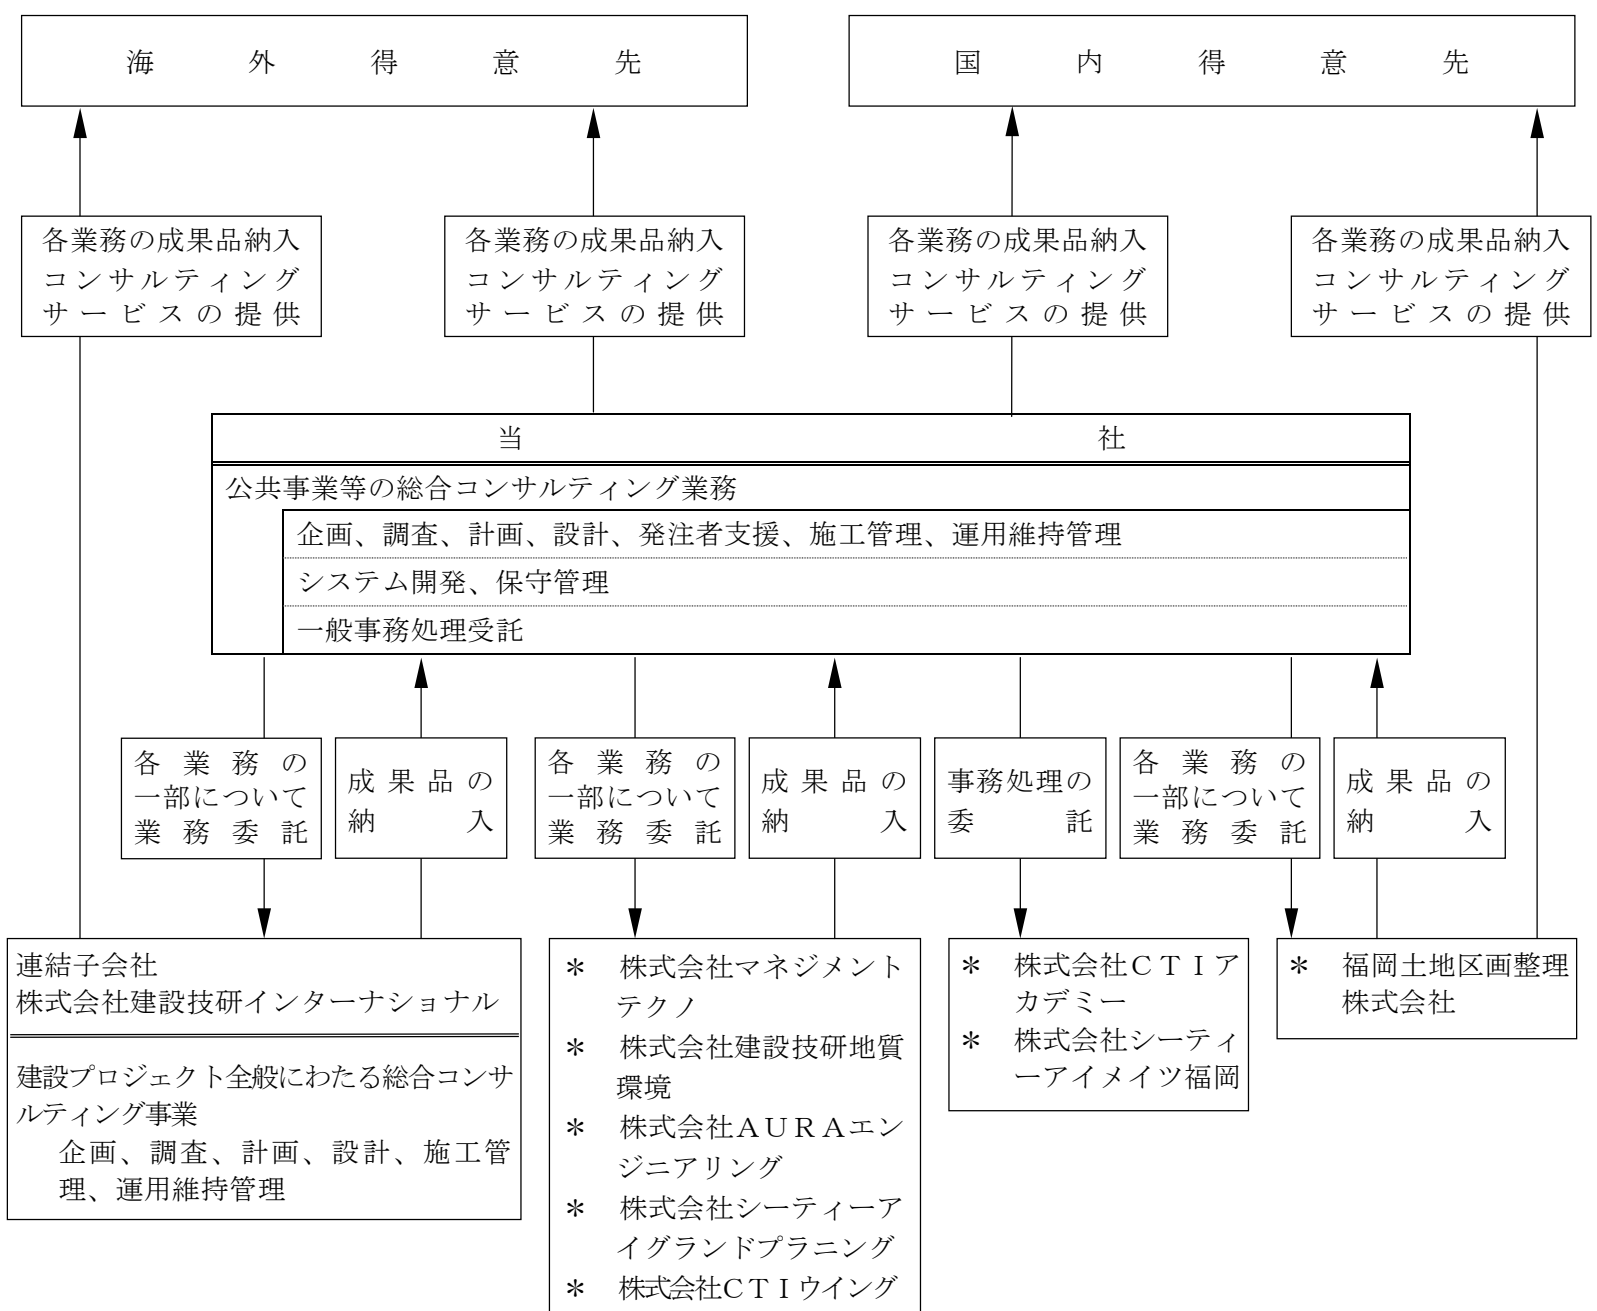 海外得意先
国内得意先
各業務の成果品納入
コンサルティング
サービスの提供
各業務の成果品納入
コンサルティング
サービスの提供
各業務の成果品納入
コンサルティング
サービスの提供
各業務の成果品納入
コンサルティング
サービスの提供
当社
公共事業等の総合コンサルティング業務
企画、調査、計画、設計、発注者支援、施工管理、運用維持管理
システム開発、保守管理
一般事務処理受託
各業務の
一部について
業務委託
成果品の
納入
各業務の
一部について
業務委託
成果品の
納入
事務処理の
委託
各業務の
一部について
業務委託
成果品の
納入
連結子会社
株式会社建設技研インターナショナル
建設プロジェクト全般にわたる総合コンサ
ルティング事業
企画、調査、計画、設計、施工管
理、運用維持管理
＊ 株式会社マネジメント
テクノ
＊ 株式会社建設技研地質
環境
＊ 株式会社ＡＵＲＡエン
ジニアリング
＊ 株式会社シーティーア
イグランドプラニング
＊ 株式会社ＣＴＩウイング
＊ 株式会社ＣＴＩア
カデミー
＊ 株式会社シーティ
ーアイメイツ福岡
＊ 福岡土地区画整理
株式会社